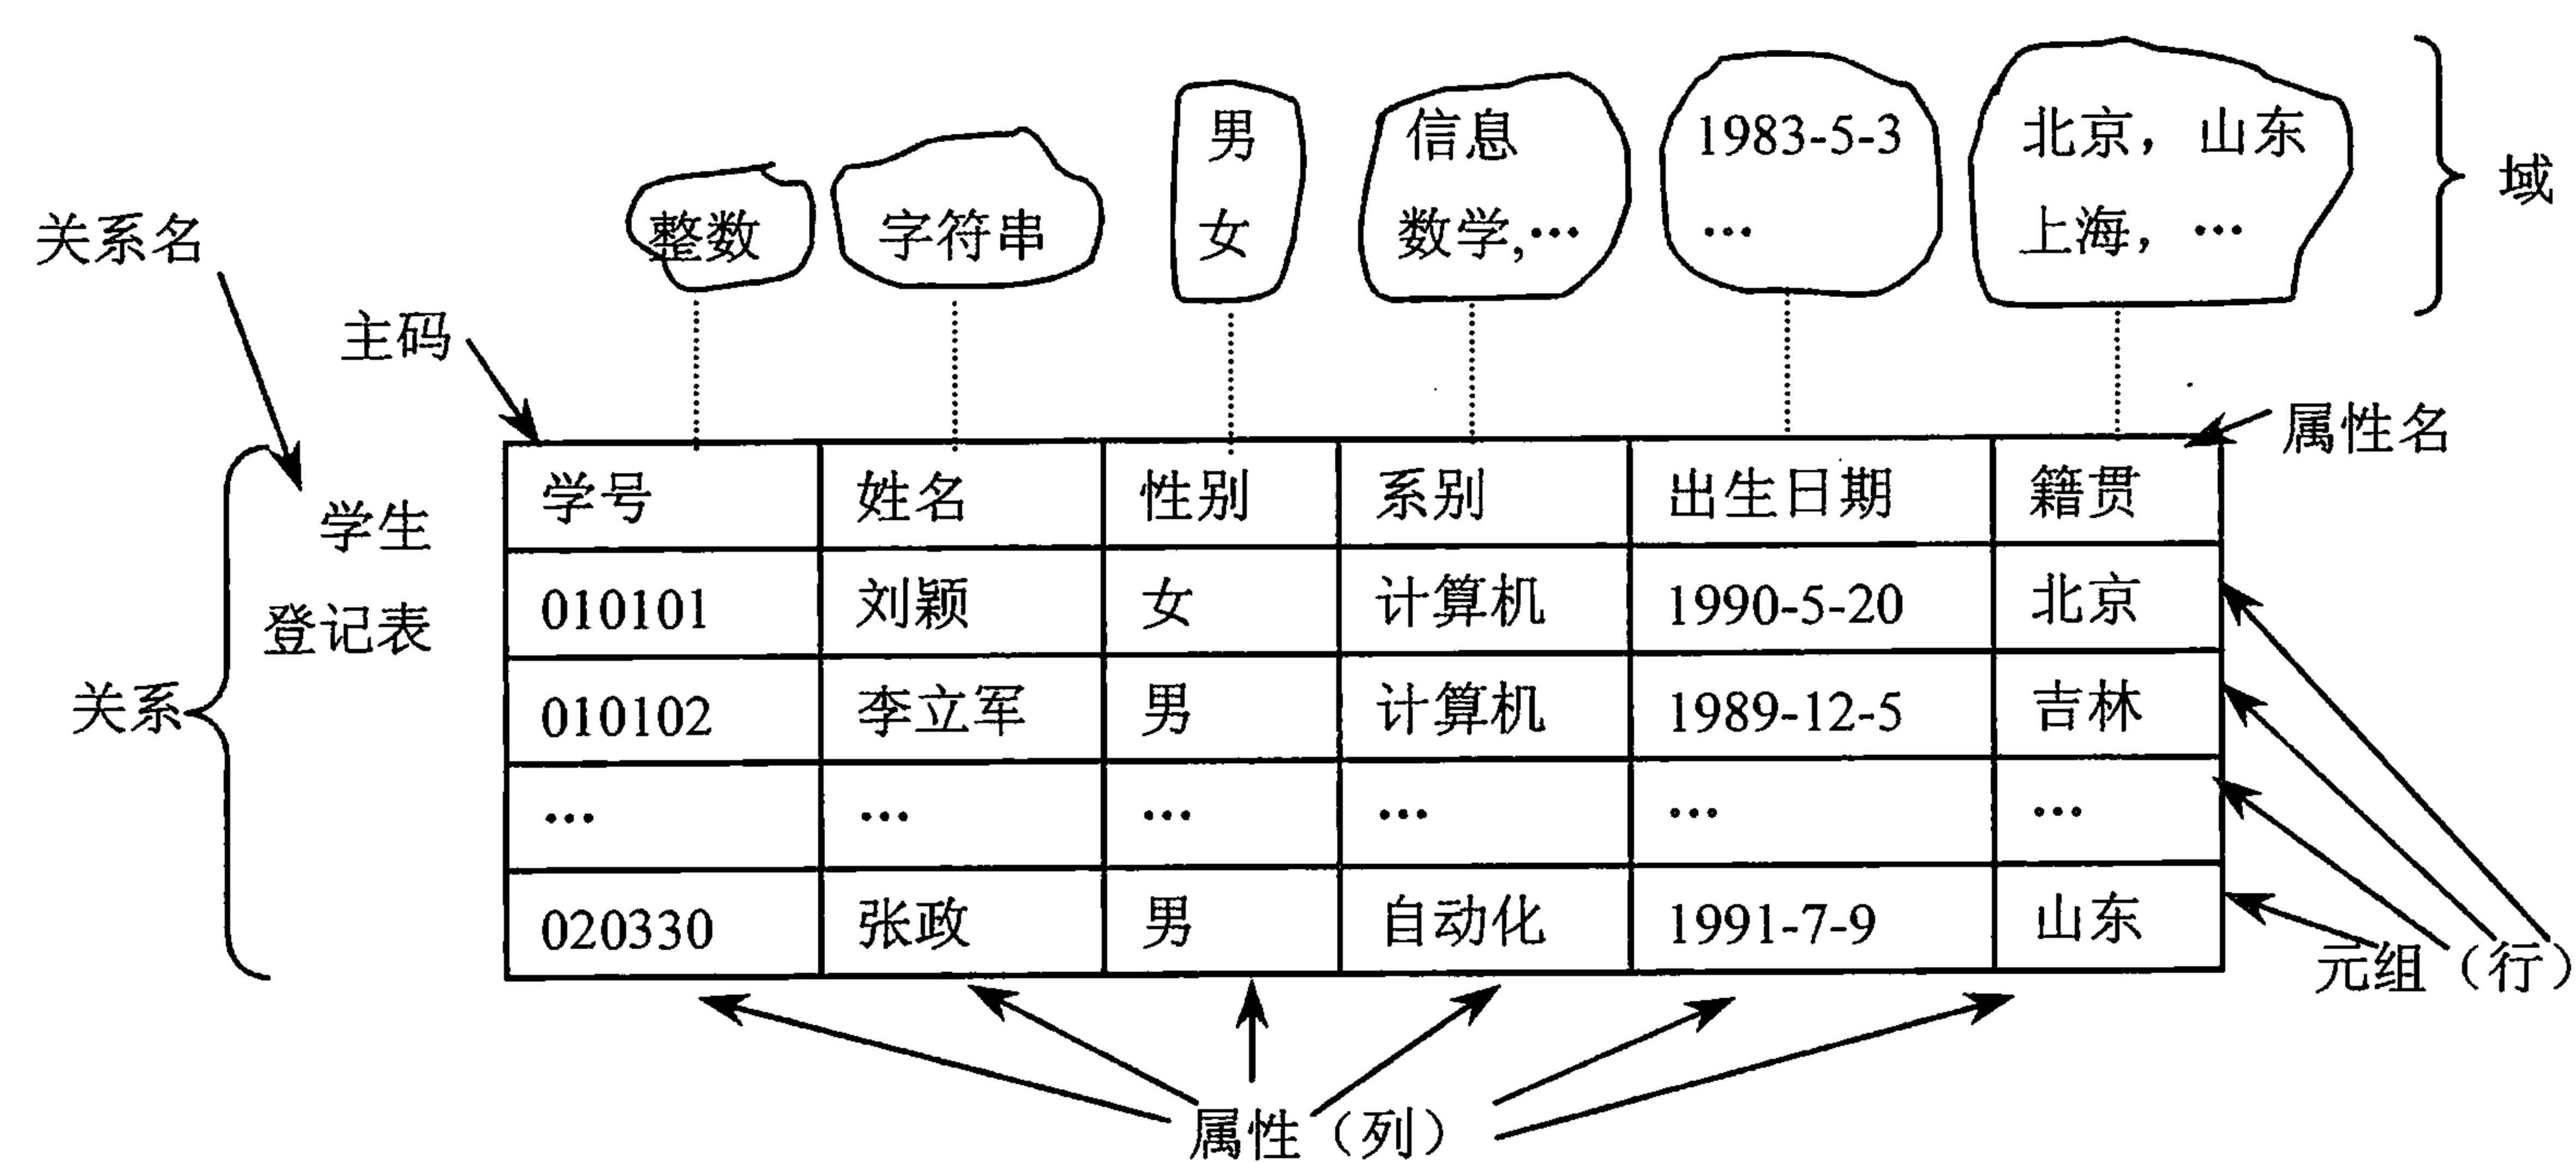 男
信息
1983-5-3
北京，山东
域
关系名
整数
字符串
女
数学,…
…
上海，…
主码
属性名
学号 姓名 性别 系别 出生日期 籍贯
学生
010101 刘颖 女 计算机 1990-5-20 北京
登记表
关系
010102 李立军 男 计算机 1989-12-5 吉林
… … … … … …
020330 张政 男 自动化 1991-7-9 山东
元组（行）
属性（列）